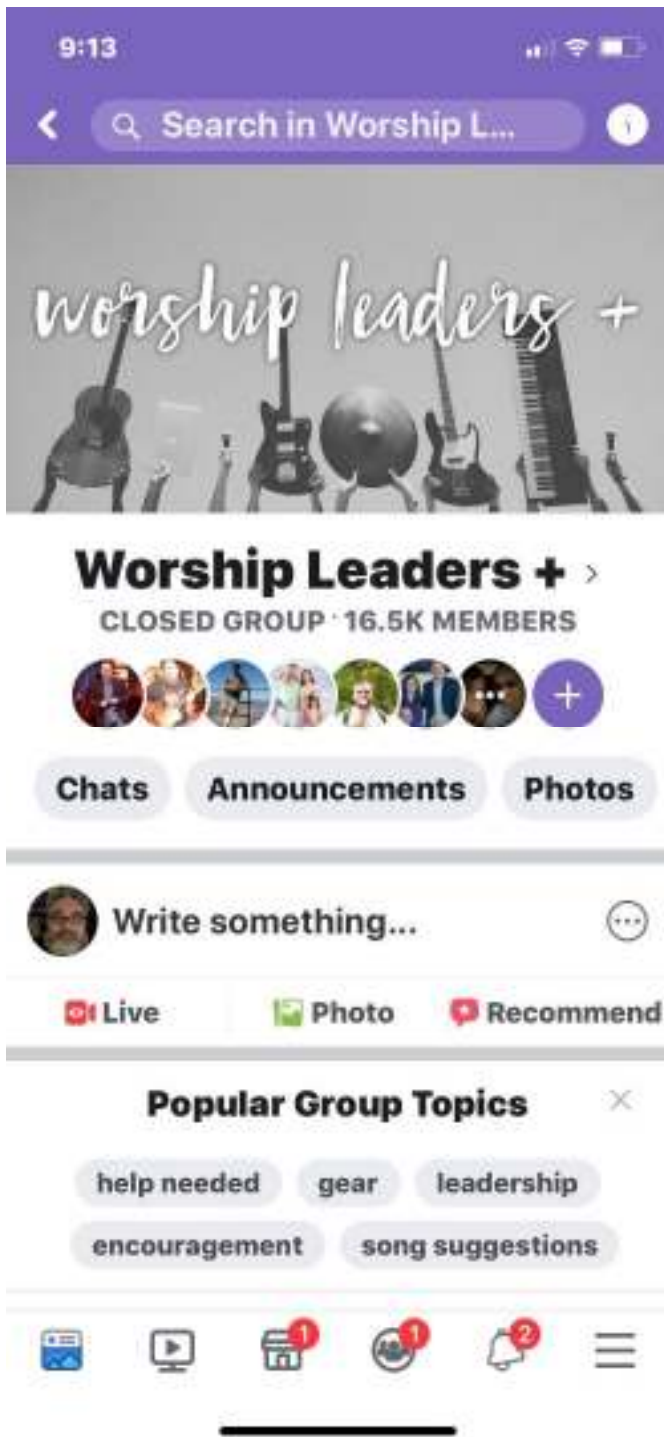 9:13
Search in Worship L...
worship leaders +
Worship Leaders + >
CLOSED GROUP · 16.5K MEMBERS
Chats Announcements Photos
Write something...
Live Photo Recommend
Popular Group Topics
help needed gear leadership
encouragement song suggestions
1 1 2